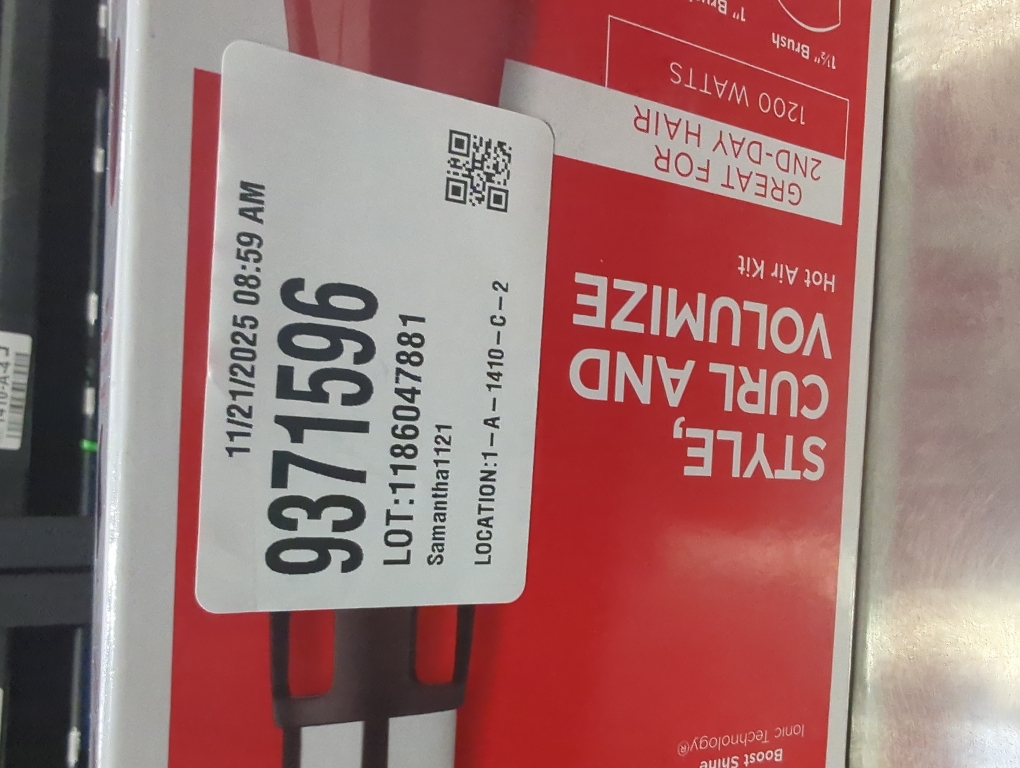 11/21/2025 08:59 AM
9371596
LOT:1186047881
Samantha1121
LOCATION:1-A-1410-C-2
STYLE,
CURL AND
VOLUMIZE
Hot Air Kit
GREAT FOR
2ND-DAY HAIR
1200 WATTS
1½" Brush
1"
Boost Shine
Ionic Technology®